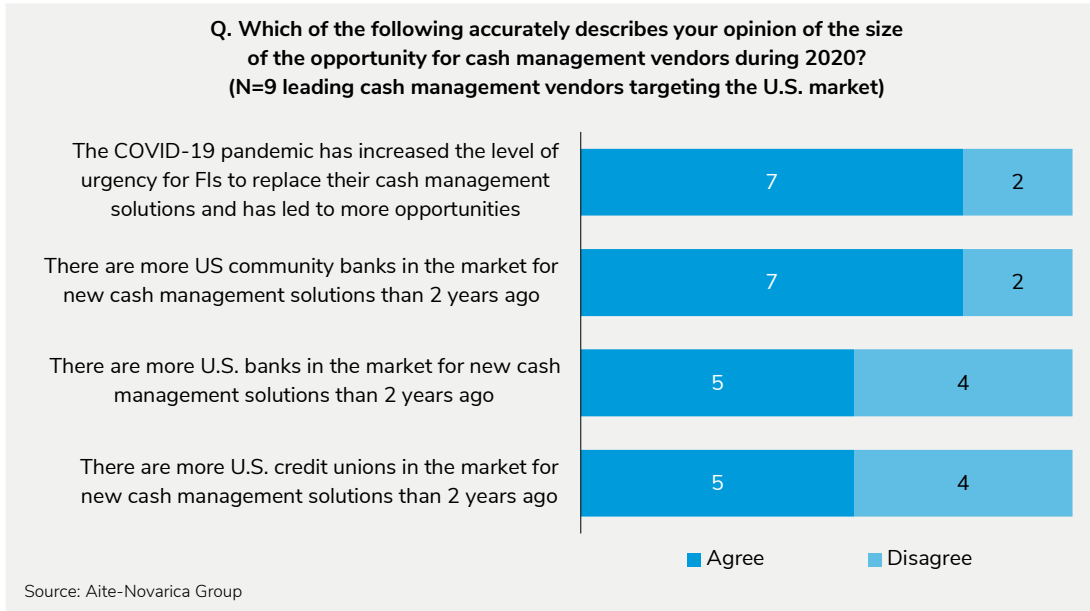 Q. Which of the following accurately describes your opinion of the size
of the opportunity for cash management vendors during 2020?
(N=9 leading cash management vendors targeting the U.S. market)
The COVID-19 pandemic has increased the level of
urgency for FIs to replace their cash management
solutions and has led to more opportunities
7
2
There are more US community banks in the market for
new cash management solutions than 2 years ago
7
2
There are more U.S. banks in the market for new cash
management solutions than 2 years ago
5
4
There are more U.S. credit unions in the market for
new cash management solutions than 2 years ago
5
4
Agree
Disagree
Source: Aite-Novarica Group